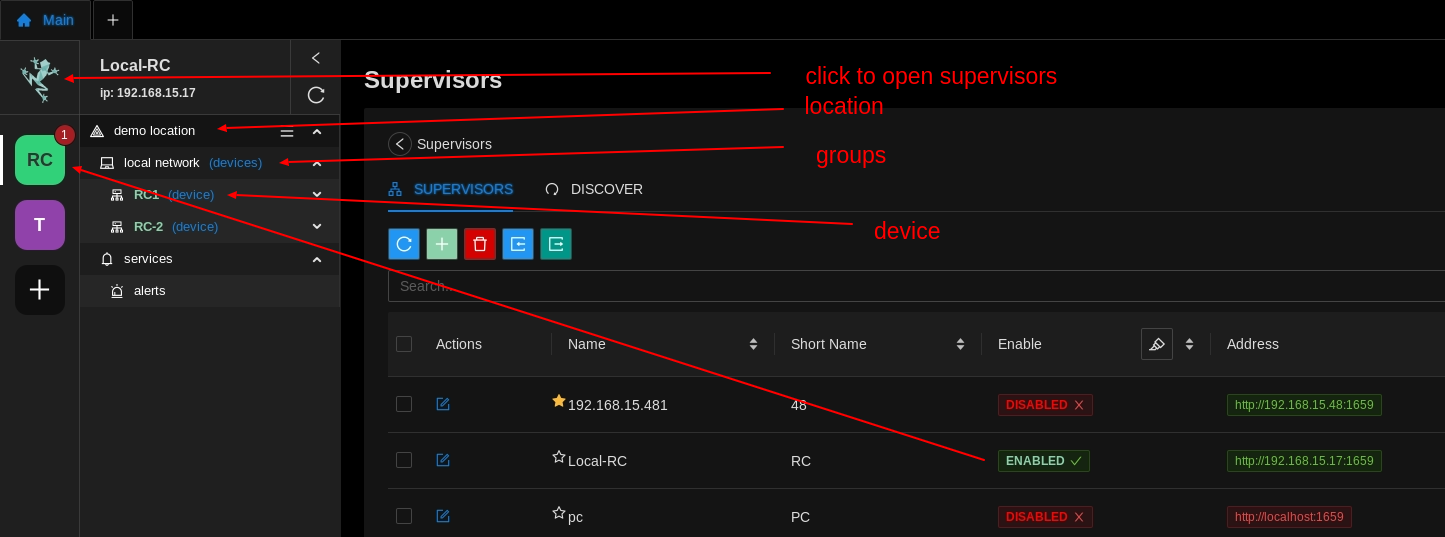 Main
Local-RC
ip: 192.168.15.17
Supervisors
click to open supervisors
location
1
demo location
Supervisors
RC
local network (devices)
groups
RC1 (device)
SUPERVISORS DISCOVER
T
RC-2 (device)
device
services
alerts
Search...
Actions Name Short Name Enable Address
192.168.15.481 48 DISABLED http://192.168.15.48:1659
Local-RC RC ENABLED http://192.168.15.17:1659
pc PC DISABLED http://localhost:1659